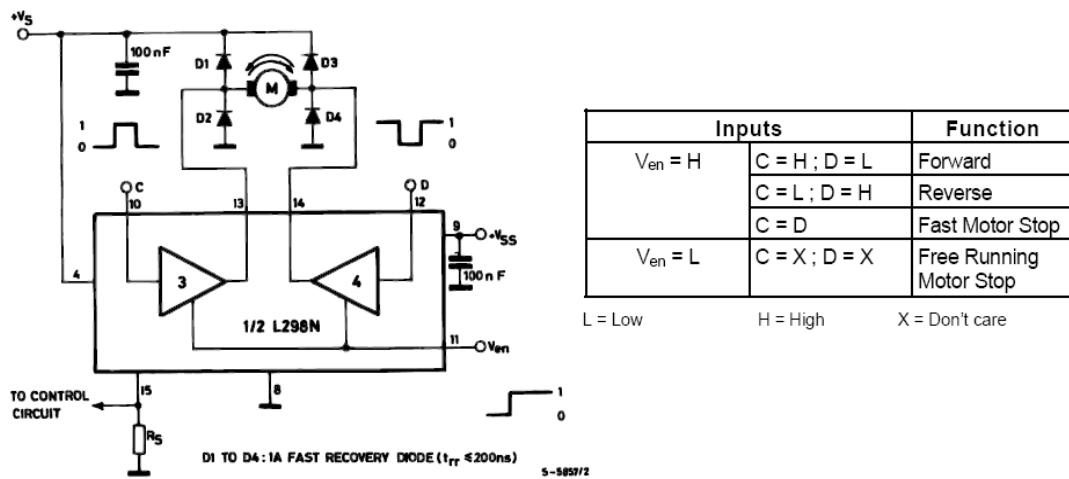 +Vs
100nF
D1
D3
M
D2
D4
1
0
1
0
C
D
10
13
14
12
9
+Vss
4
3
4
100nF
1/2 L298N
11
Ven
15
8
TO CONTROL
CIRCUIT
1
0
Rs
D1 TO D4 : 1A FAST RECOVERY DIODE (trr ≤ 200ns)
S-5857/2
Inputs Function
Ven = H C = H ; D = L Forward
C = L ; D = H Reverse
C = D Fast Motor Stop
Ven = L C = X ; D = X Free Running
Motor Stop
L = Low H = High X = Don't care